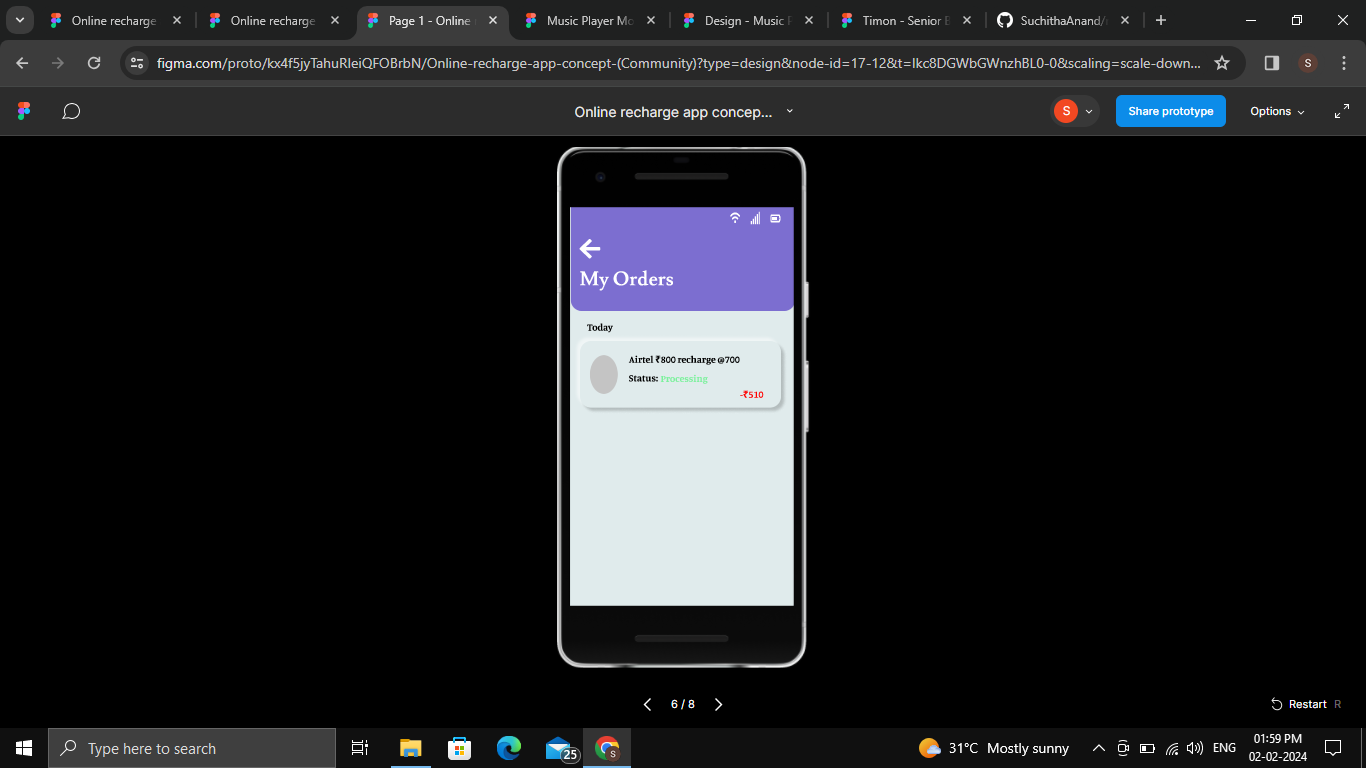 Online recharge
Online recharge
Page 1 - Online
Music Player Mo
Design - Music P
Timon - Senior B
SuchithaAnand/
figma.com/proto/kx4f5jyTahuRleiQFOBrbN/Online-recharge-app-concept-(Community)?type=design&node-id=17-12&t=Ikc8DGWbGWnzhBL0-0&scaling=scale-down...
S
Online recharge app concep...
S
Share prototype
Options
My Orders
Today
Airtel ₹800 recharge @700
Status: Processing
-₹510
6 / 8
Restart R
Type here to search
25
S
31°C Mostly sunny
ENG
01:59 PM
02-02-2024